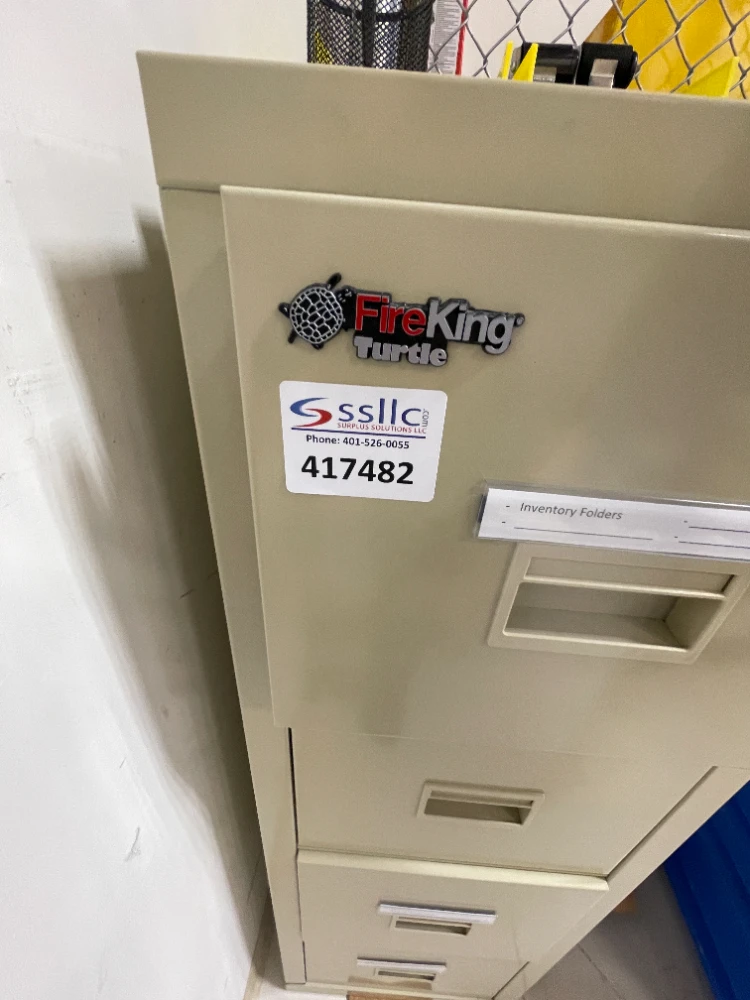 FireKing®
Turtle
ssllc.com
SURPLUS SOLUTIONS LLC
Phone: 401-526-0055
417482
- Inventory Folders -
-